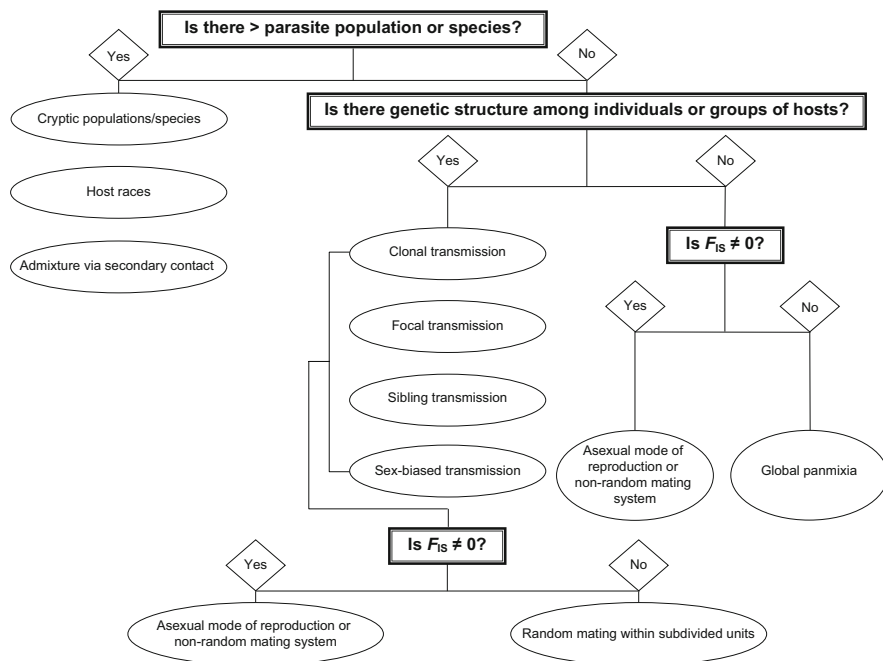 Is there > parasite population or species?
Yes
No
Cryptic populations/species
Host races
Admixture via secondary contact
Is there genetic structure among individuals or groups of hosts?
Yes
No
Clonal transmission
Focal transmission
Sibling transmission
Sex-biased transmission
Is FIS ≠ 0?
Yes
No
Asexual mode of
reproduction or
non-random mating
system
Global panmixia
Is FIS ≠ 0?
Yes
No
Asexual mode of reproduction or
non-random mating system
Random mating within subdivided units